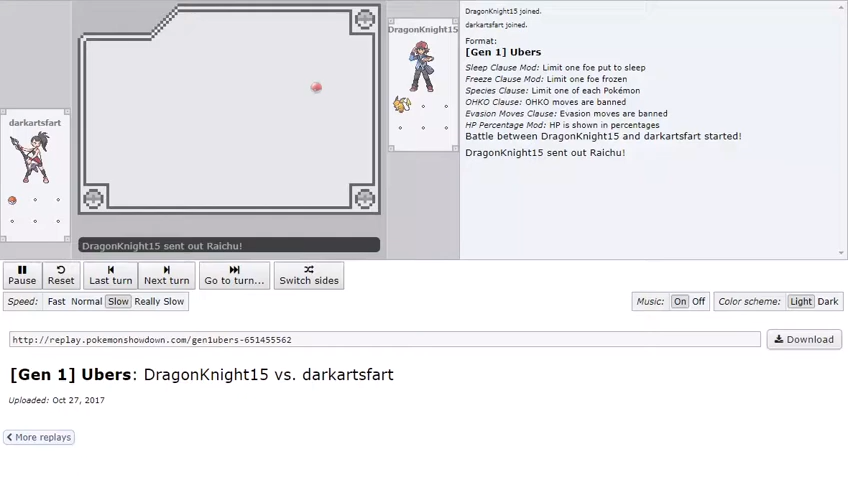 DragonKnight15
darkartsfart
DragonKnight15 sent out Raichu!
DragonKnight15 joined.
darkartsfart joined.
Format:
[Gen 1] Ubers
Sleep Clause Mod: Limit one foe put to sleep
Freeze Clause Mod: Limit one foe frozen
Species Clause: Limit one of each Pokémon
OHKO Clause: OHKO moves are banned
Evasion Moves Clause: Evasion moves are banned
HP Percentage Mod: HP is shown in percentages
Battle between DragonKnight15 and darkartsfart started!
DragonKnight15 sent out Raichu!
Pause Reset Last turn Next turn Go to turn... Switch sides
Speed: Fast Normal Slow Really Slow Music: On Off Color scheme: Light Dark
http://replay.pokemonshowdown.com/gen1ubers-651455562 Download
[Gen 1] Ubers: DragonKnight15 vs. darkartsfart
Uploaded: Oct 27, 2017
More replays